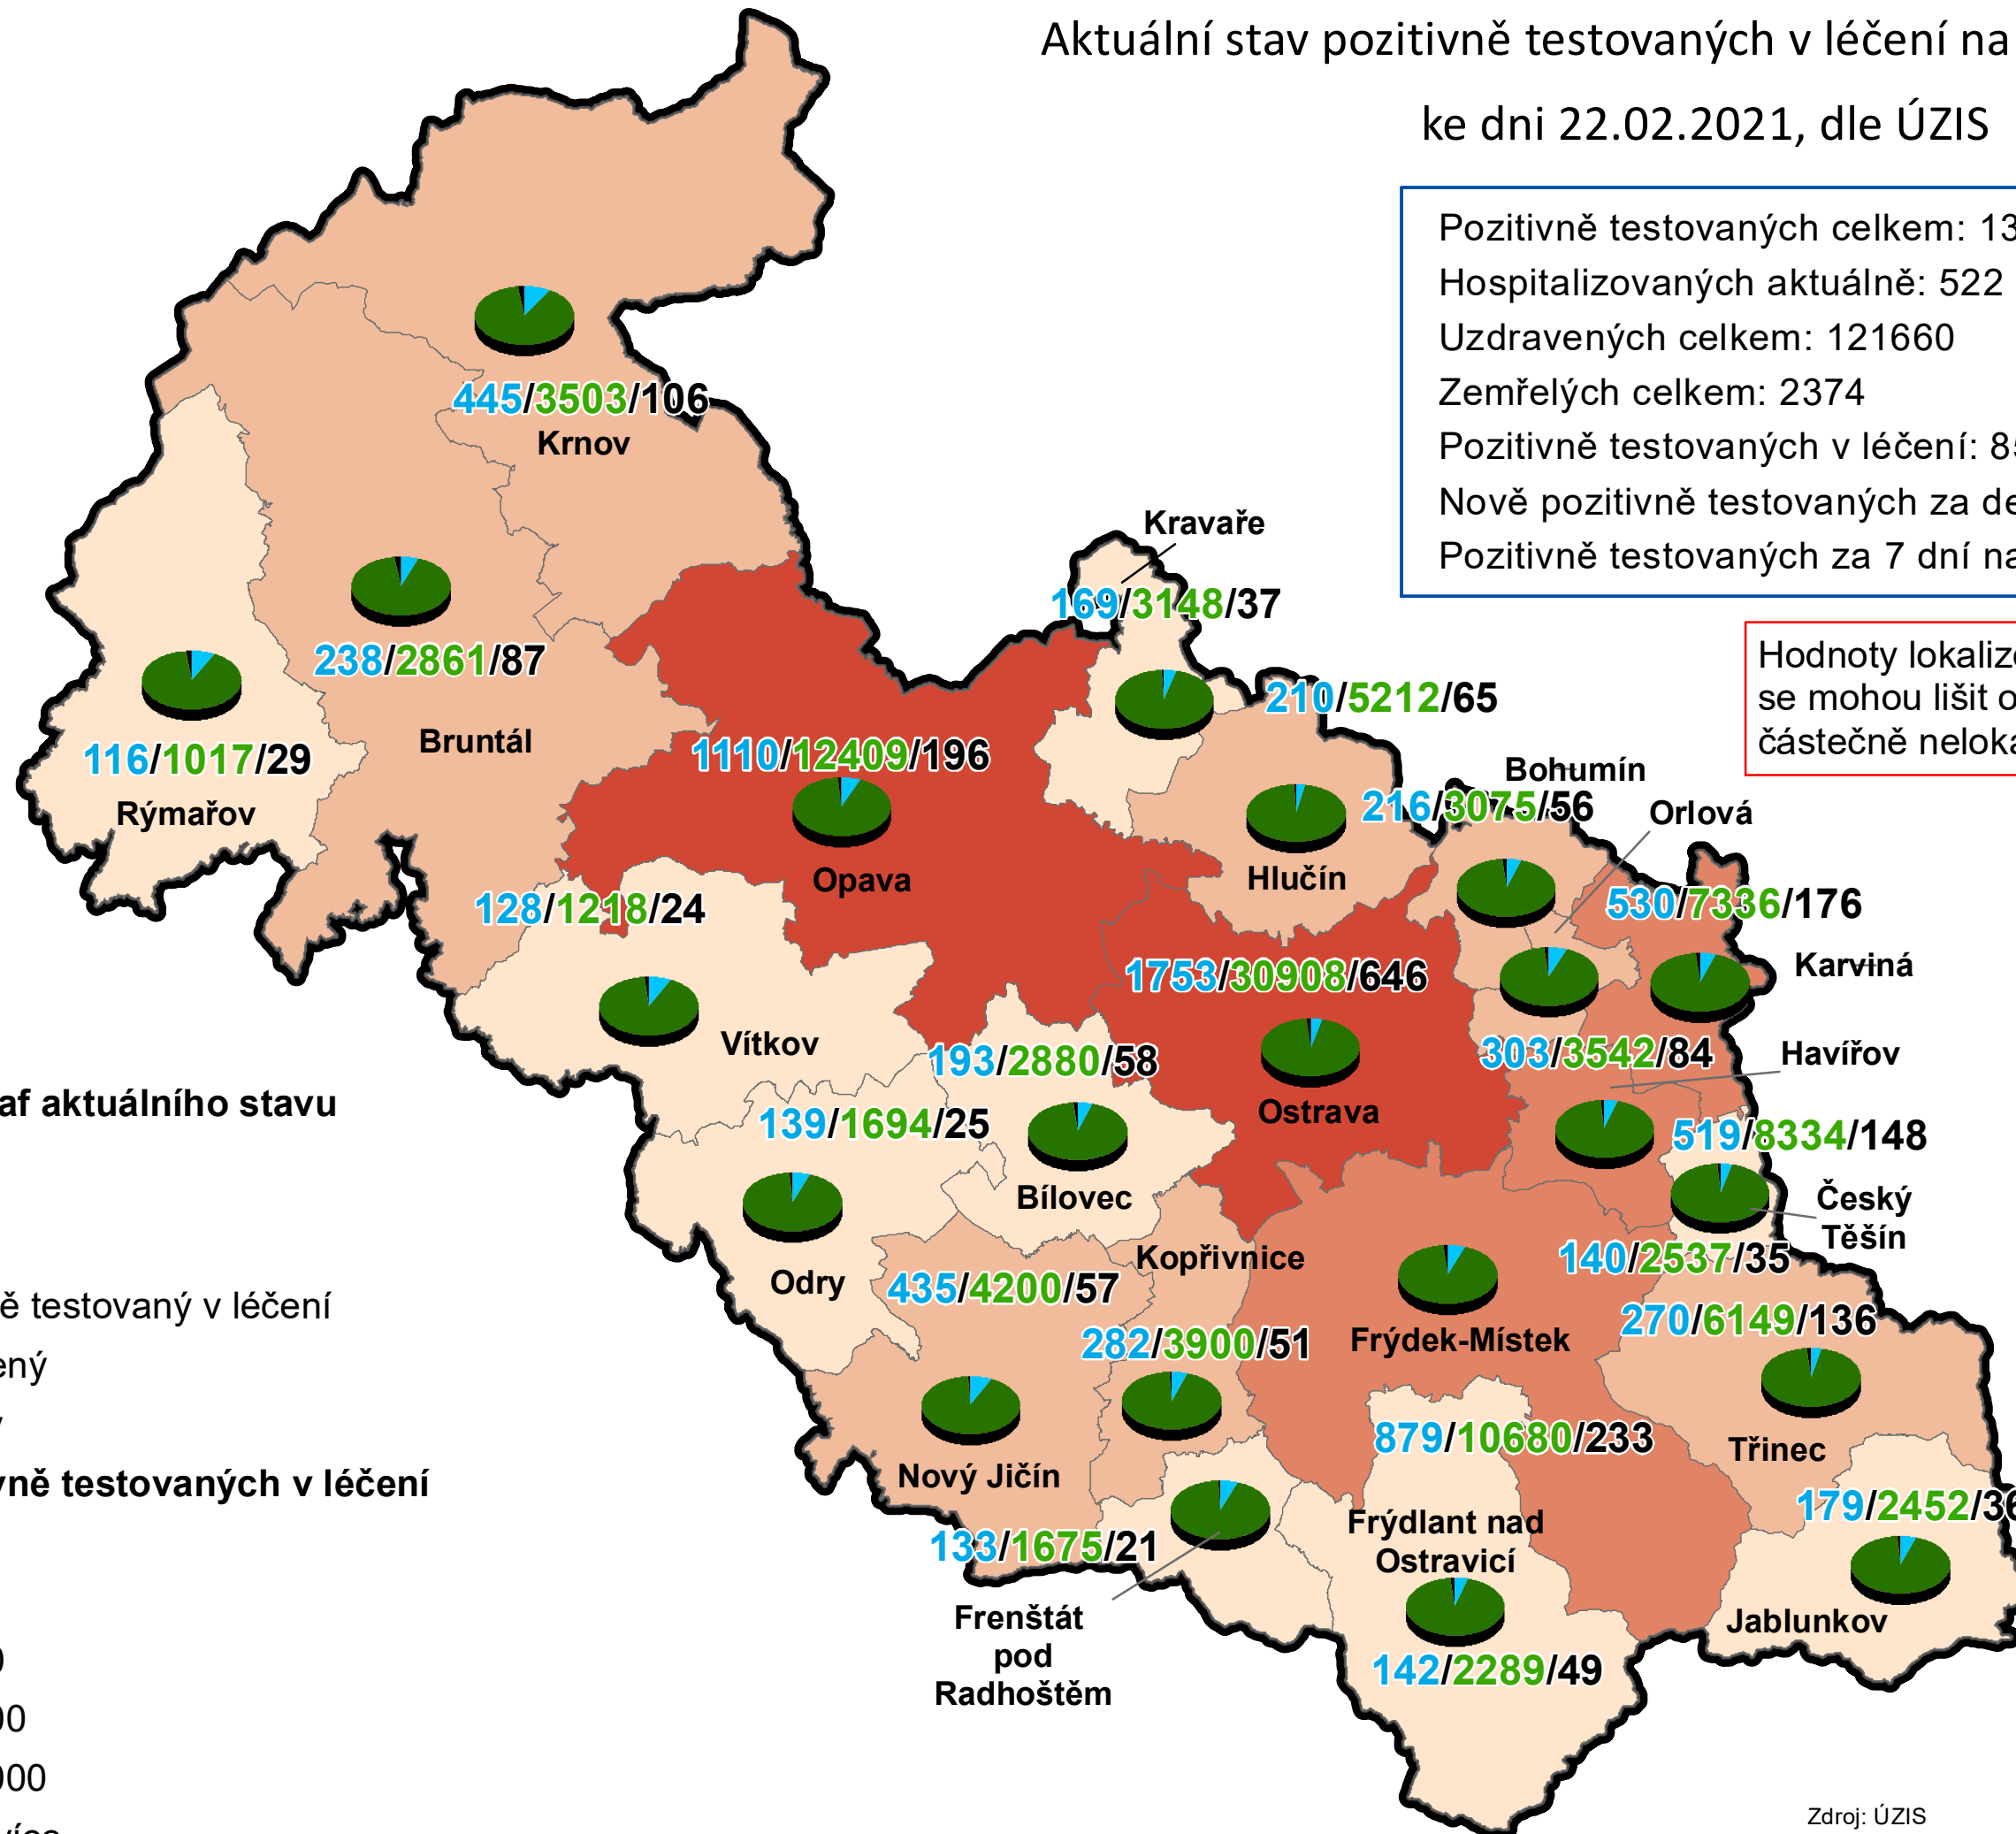 Aktuální stav pozitivně testovaných v léčení na
ke dni 22.02.2021, dle ÚZIS
Pozitivně testovaných celkem: 13
Hospitalizovaných aktuálně: 522
Uzdravených celkem: 121660
Zemřelých celkem: 2374
Pozitivně testovaných v léčení: 8
Nově pozitivně testovaných za
Pozitivně testovaných za 7 dní
Hodnoty
se mohou lišit
částečně
445/3503/106
Krnov
Kravaře
169/3148/37
238/2861/87
Bruntál
116/1017/29
Rýmařov
210/5212/65
Hlučín
1110/12409/196
Opava
Bohumín
216/3075/56
Orlová
530/7336/176
Karviná
128/1218/24
Vítkov
1753/30908/646
Ostrava
303/3542/84
Havířov
193/2880/58
Bílovec
139/1694/25
Odry
519/8334/148
Český
Těšín
140/2537/35
Kopřivnice
435/4200/57
282/3900/51
Frýdek-Místek
270/6149/136
Třinec
879/10680/233
Nový Jičín
179/2452/36
Jablunkov
133/1675/21
Frenštát
pod
Radhoštěm
Frýdlant nad
Ostravicí
142/2289/49
af aktuálního stavu
ě testovaný v léčení
ený
vně testovaných v léčení
0
00
000
Zdroj: ÚZIS